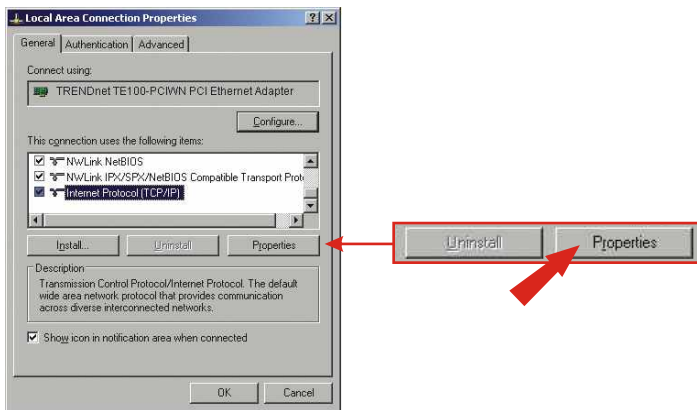 Local Area Connection Properties
General Authentication Advanced
Connect using:
TRENDnet TE100-PCIWN PCI Ethernet Adapter
Configure...
This connection uses the following items:
NWLink NetBIOS
NWLink IPX/SPX/NetBIOS Compatible Transport Proto
Internet Protocol (TCP/IP)
Install... Uninstall Properties
Description
Transmission Control Protocol/Internet Protocol. The default
wide area network protocol that provides communication
across diverse interconnected networks.
Show icon in notification area when connected
OK Cancel
Uninstall Properties